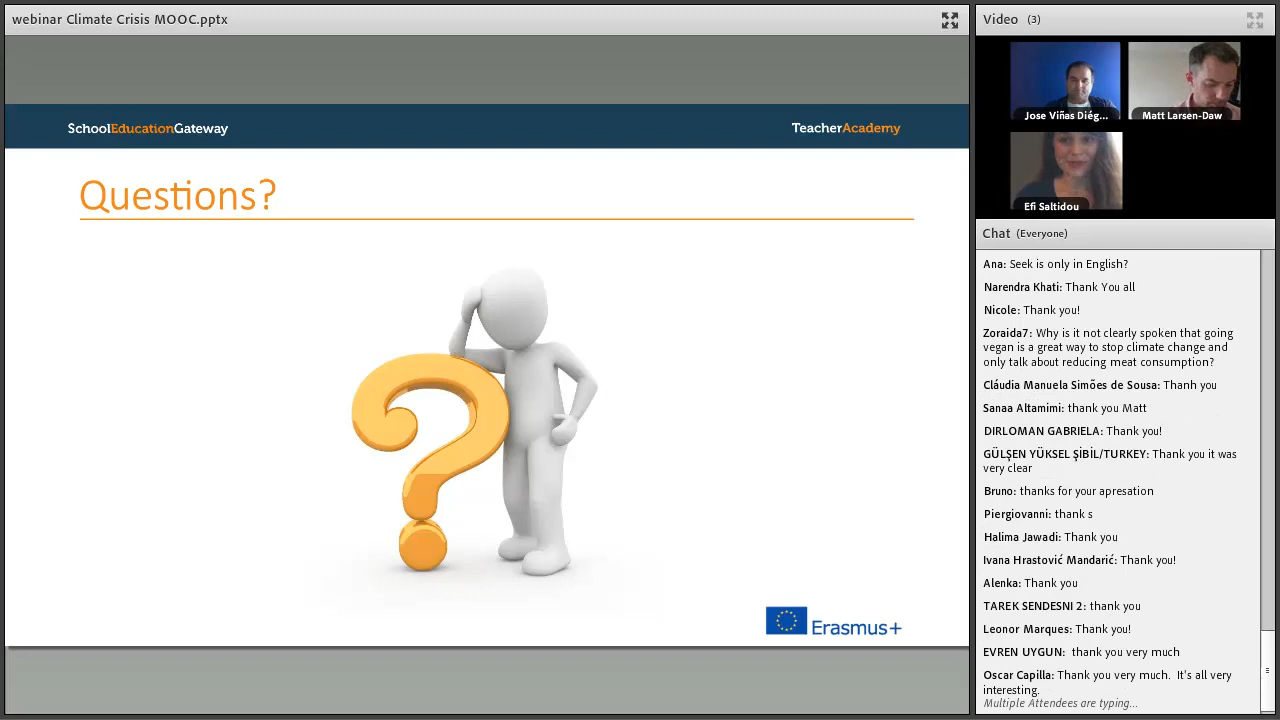 webinar Climate Crisis MOOC.pptx
SchoolEducationGateway
TeacherAcademy
Questions?
Erasmus+
Video (3)
Jose Viñas Diég...
Matt Larsen-Daw
Efi Saltidou
Chat (Everyone)
Ana: Seek is only in English?
Narendra Khati: Thank You all
Nicole: Thank you!
Zoraida7: Why is it not clearly spoken that going
vegan is a great way to stop climate change and
only talk about reducing meat consumption?
Cláudia Manuela Simões de Sousa: Thanh you
Sanaa Altamimi: thank you Matt
DIRLOMAN GABRIELA: Thank you!
GÜLŞEN YÜKSEL ŞİBİL/TURKEY: Thank you it was
very clear
Bruno: thanks for your apresation
Piergiovanni: thank s
Halima Jawadi: Thank you
Ivana Hrastović Mandarić: Thank you!
Alenka: Thank you
TAREK SENDESNI 2: thank you
Leonor Marques: Thank you!
EVREN UYGUN: thank you very much
Oscar Capilla: Thank you very much. It's all very
interesting.
Multiple Attendees are typing...